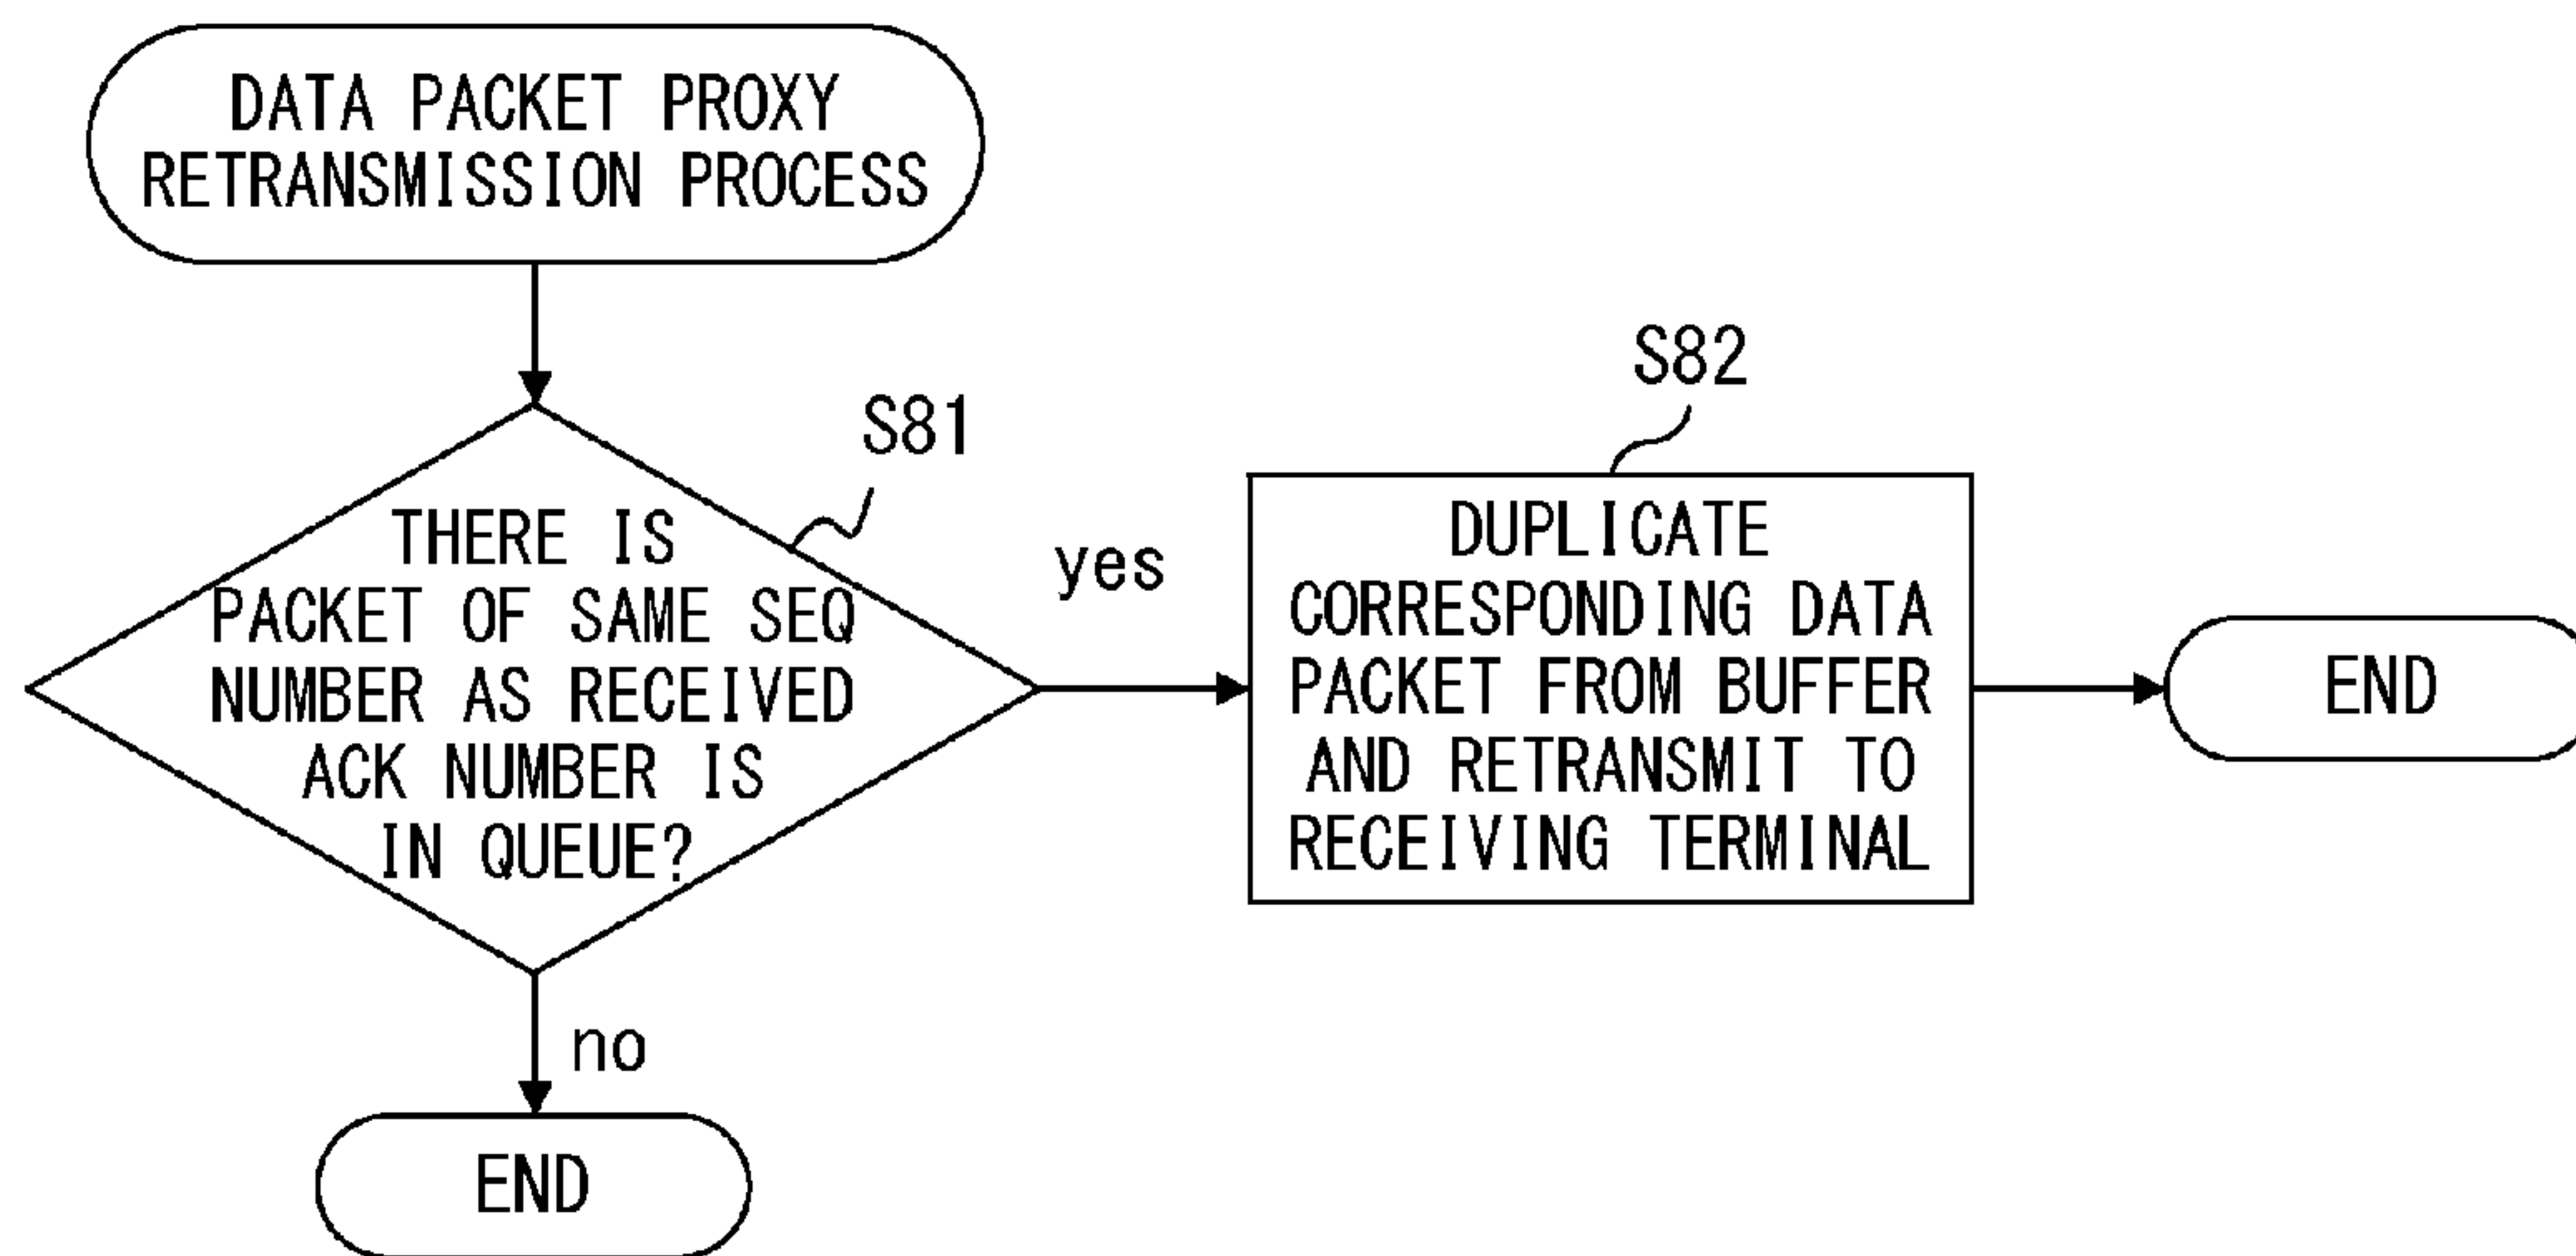 DATA PACKET PROXY
RETRANSMISSION PROCESS
S81
THERE IS
PACKET OF SAME SEQ
NUMBER AS RECEIVED
ACK NUMBER IS
IN QUEUE?
yes
S82
DUPLICATE
CORRESPONDING DATA
PACKET FROM BUFFER
AND RETRANSMIT TO
RECEIVING TERMINAL
END
no
END